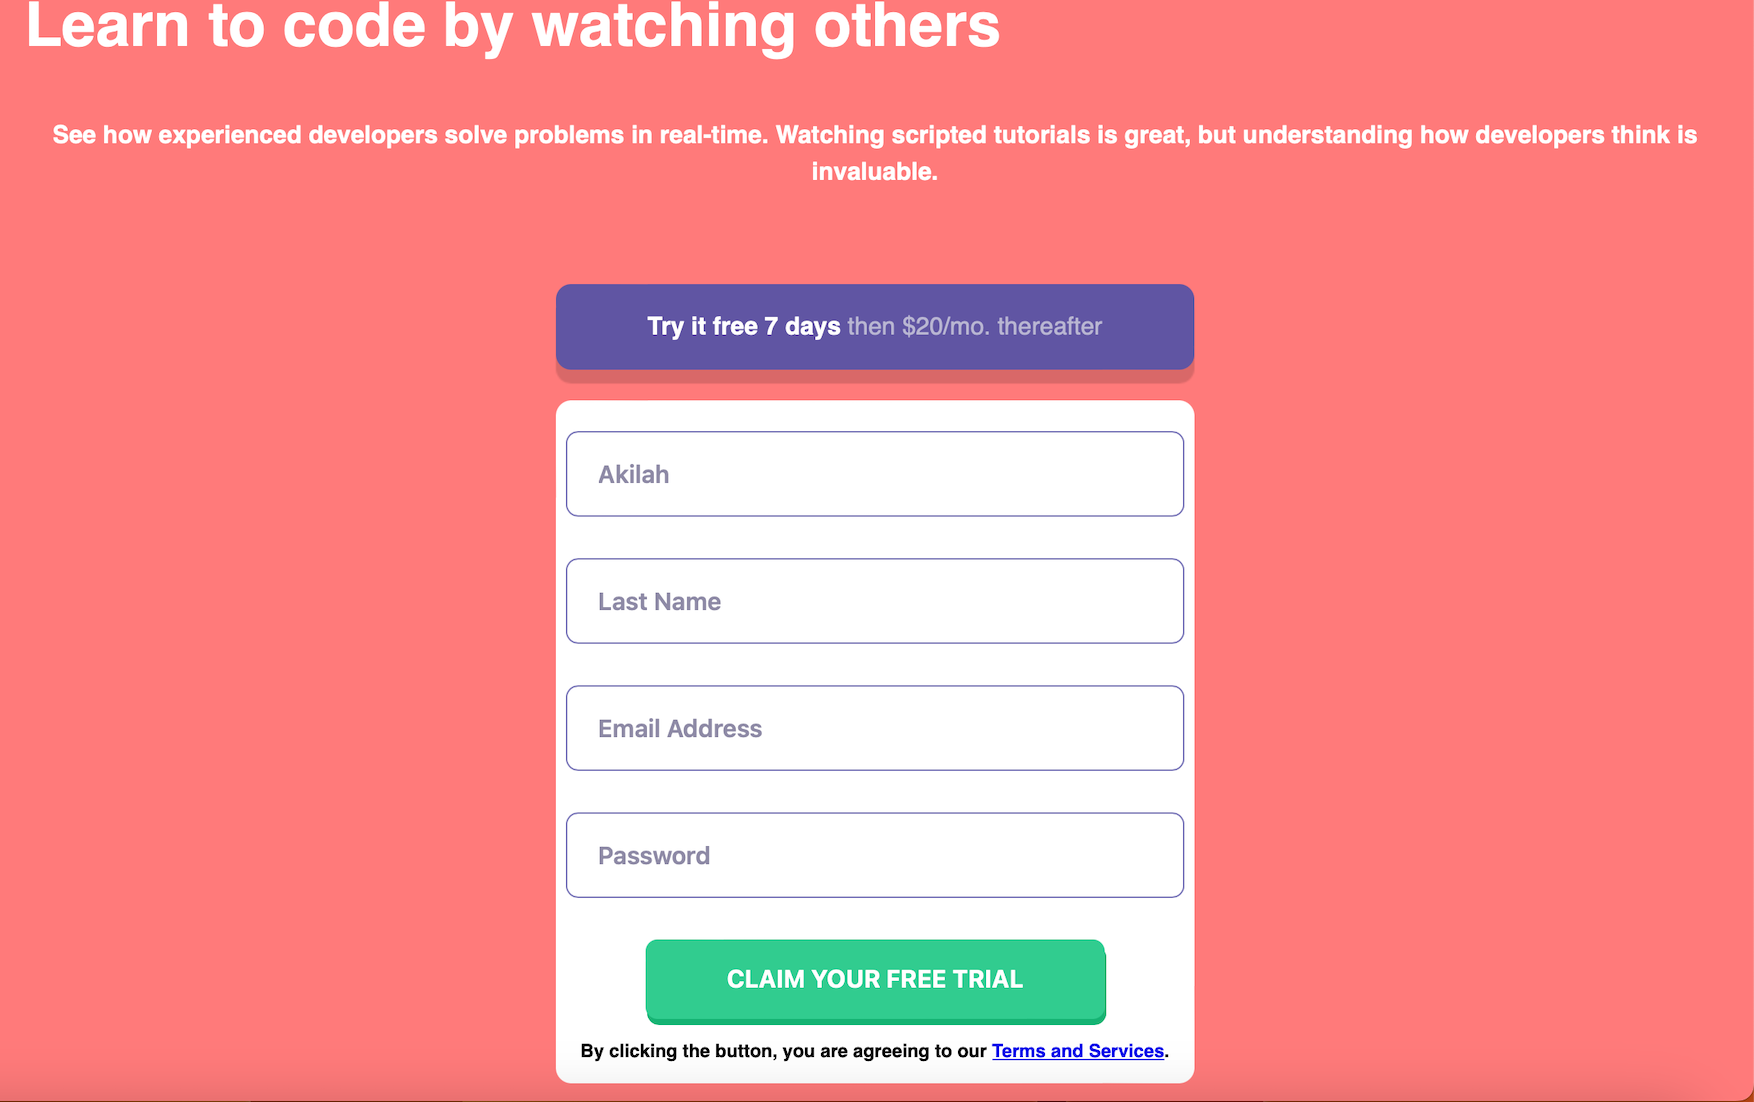 Learn to code by watching others
See how experienced developers solve problems in real-time. Watching scripted tutorials is great, but understanding how developers think is
invaluable.
Try it free 7 days then $20/mo. thereafter
Akilah
Last Name
Email Address
Password
CLAIM YOUR FREE TRIAL
By clicking the button, you are agreeing to our Terms and Services.